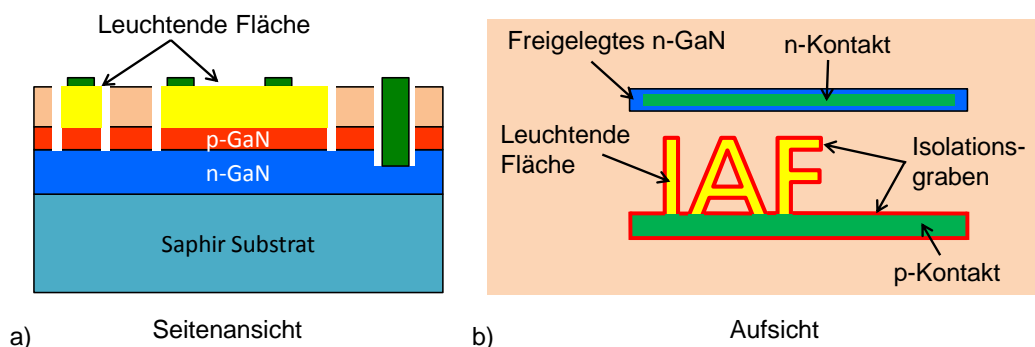 Leuchtende Fläche
p-GaN
n-GaN
Saphir Substrat
a)
Seitenansicht
Freigelegtes n-GaN
n-Kontakt
Leuchtende
Fläche
IAF
Isolations-
graben
p-Kontakt
b)
Aufsicht